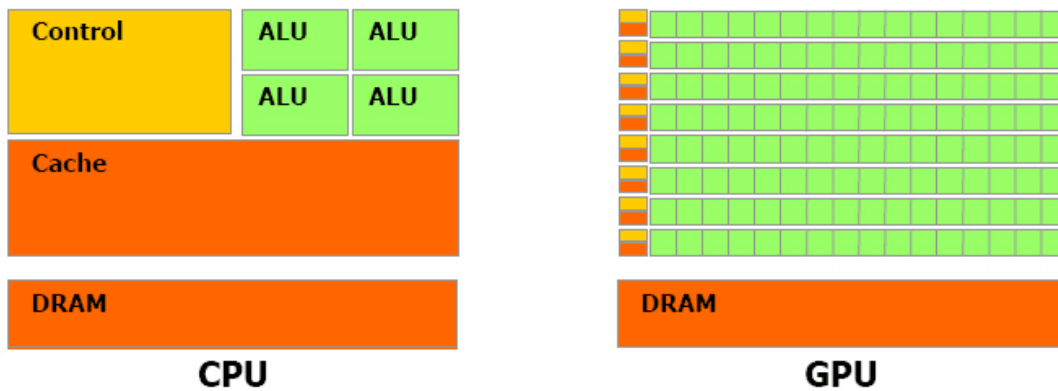 Control
ALU ALU
ALU ALU
Cache
DRAM
CPU
DRAM
GPU